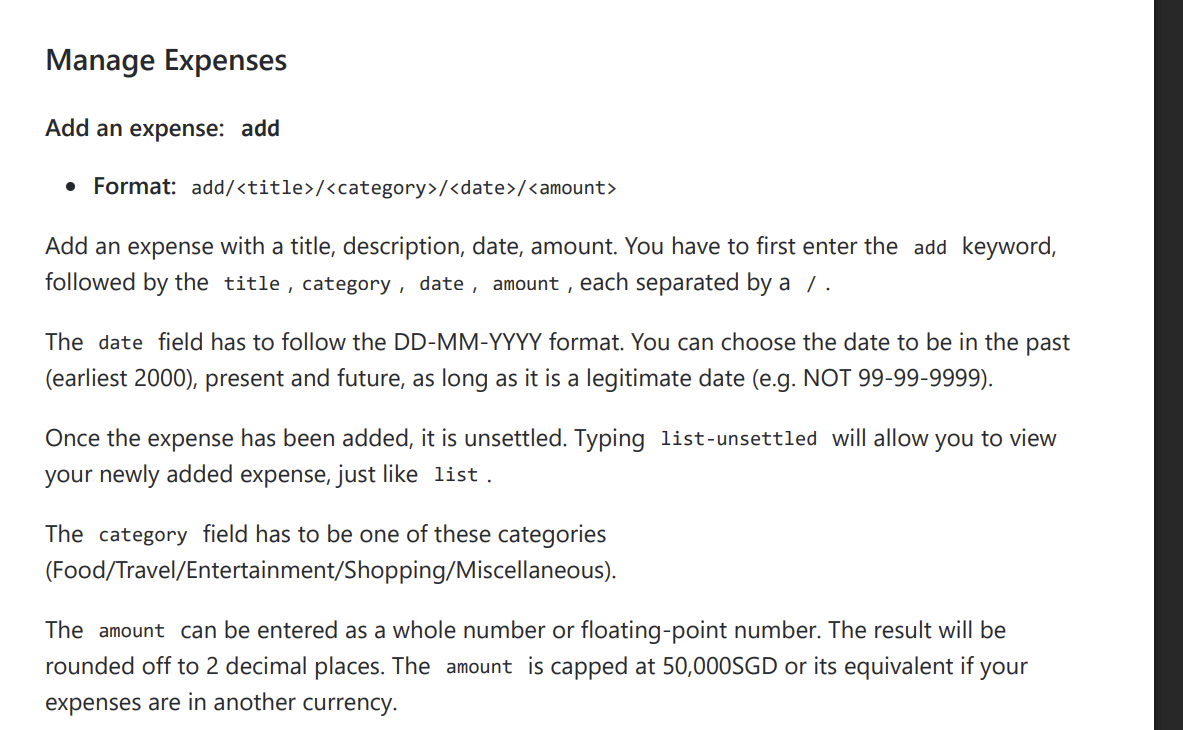 Manage Expenses
Add an expense: add
• Format: add/<title>/<category>/<date>/<amount>
Add an expense with a title, description, date, amount. You have to first enter the add keyword,
followed by the title, category, date, amount, each separated by a /.
The date field has to follow the DD-MM-YYYY format. You can choose the date to be in the past
(earliest 2000), present and future, as long as it is a legitimate date (e.g. NOT 99-99-9999).
Once the expense has been added, it is unsettled. Typing list-unsettled will allow you to view
your newly added expense, just like list.
The category field has to be one of these categories
(Food/Travel/Entertainment/Shopping/Miscellaneous).
The amount can be entered as a whole number or floating-point number. The result will be
rounded off to 2 decimal places. The amount is capped at 50,000SGD or its equivalent if your
expenses are in another currency.